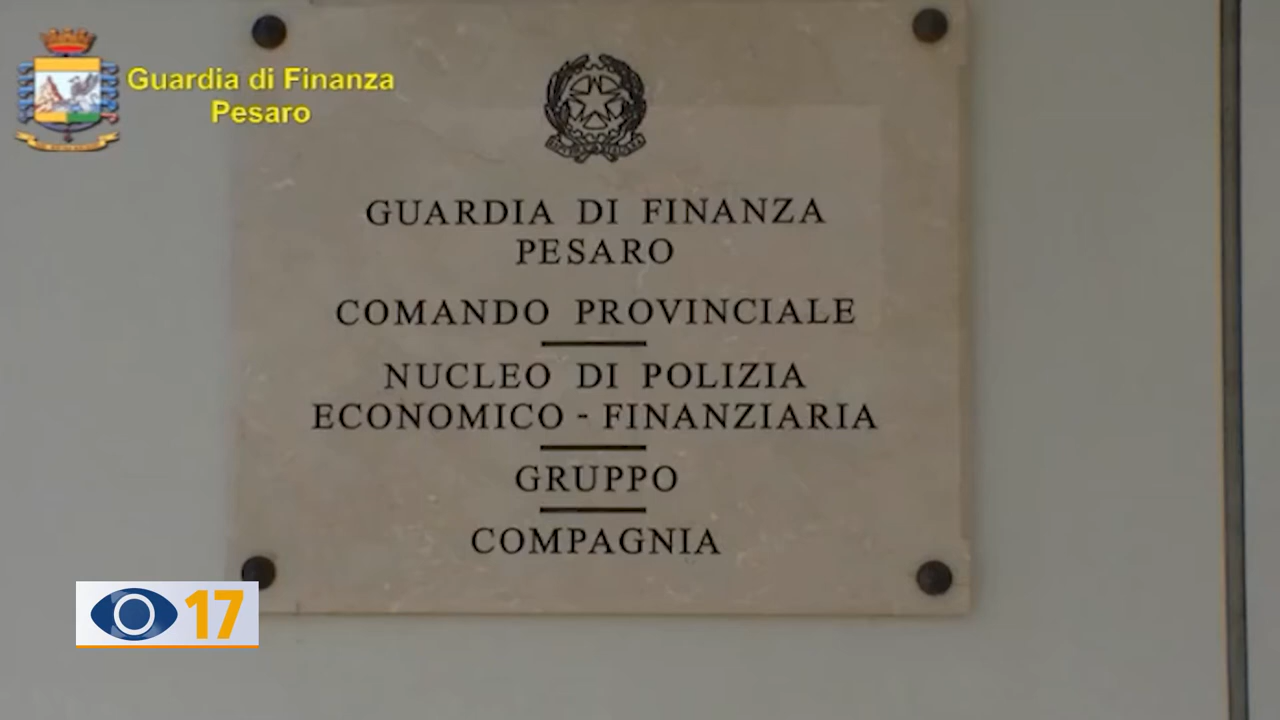 Guardia di Finanza
Pesaro
GUARDIA DI FINANZA
PESARO
COMANDO PROVINCIALE
NUCLEO DI POLIZIA
ECONOMICO - FINANZIARIA
GRUPPO
COMPAGNIA
17